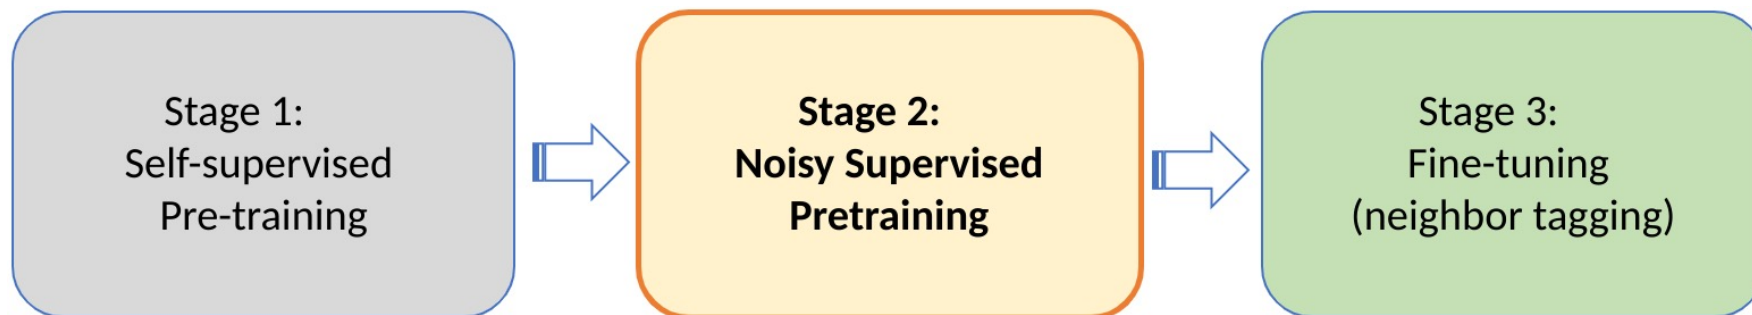 Stage 1:
Self-supervised
Pre-training
Stage 2:
Noisy Supervised
Pretraining
Stage 3:
Fine-tuning
(neighbor tagging)